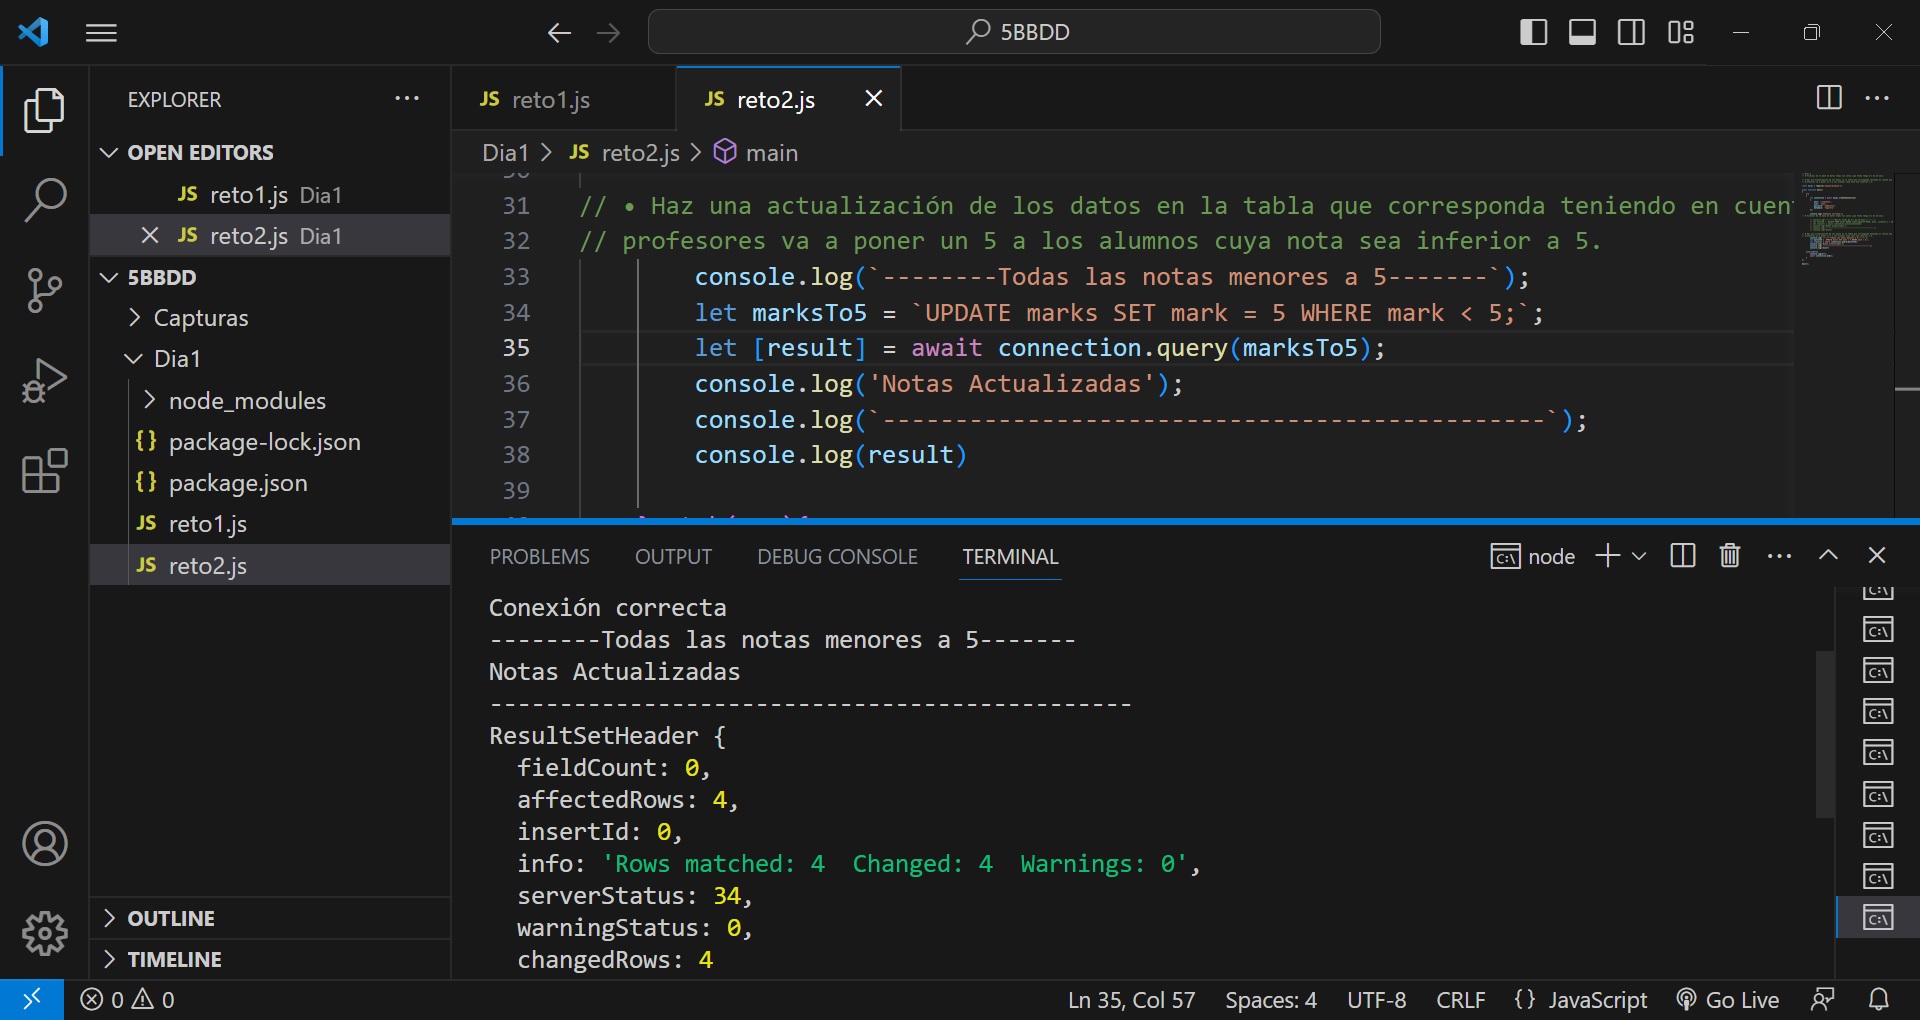 5BBDD
EXPLORER
OPEN EDITORS
JS reto1.js Dia1
JS reto2.js Dia1
5BBDD
Capturas
Dia1
node_modules
{} package-lock.json
{} package.json
JS reto1.js
JS reto2.js
OUTLINE
TIMELINE
JS reto1.js
JS reto2.js
Dia1 > JS reto2.js > main
31 // • Haz una actualización de los datos en la tabla que corresponda teniendo en cuen
32 // profesores va a poner un 5 a los alumnos cuya nota sea inferior a 5.
33 console.log(`--------Todas las notas menores a 5-------`);
34 let marksTo5 = `UPDATE marks SET mark = 5 WHERE mark < 5;`;
35 let [result] = await connection.query(marksTo5);
36 console.log('Notas Actualizadas');
37 console.log(`----------------------------------------------`);
38 console.log(result)
39
PROBLEMS OUTPUT DEBUG CONSOLE TERMINAL
node
Conexión correcta
--------Todas las notas menores a 5-------
Notas Actualizadas
----------------------------------------------
ResultSetHeader {
fieldCount: 0,
affectedRows: 4,
insertId: 0,
info: 'Rows matched: 4  Changed: 4  Warnings: 0',
serverStatus: 34,
warningStatus: 0,
changedRows: 4
0 0
Ln 35, Col 57 Spaces: 4 UTF-8 CRLF {} JavaScript Go Live